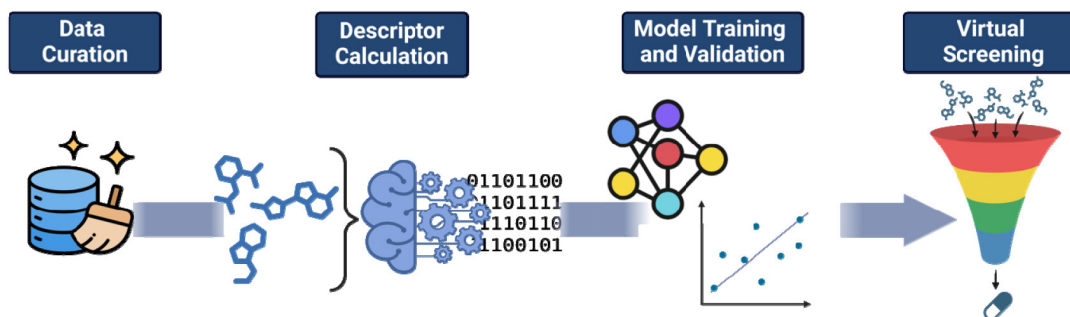 Data
Curation
Descriptor
Calculation
Model Training
and Validation
Virtual
Screening
01101100
1101111
1110110
1100101